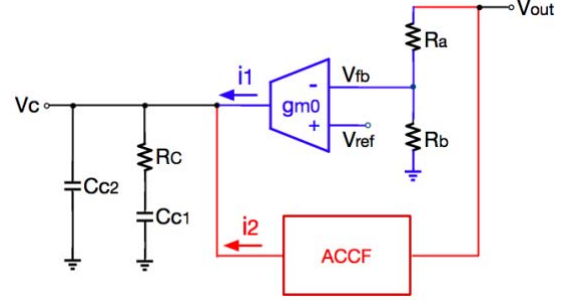 Vout
Ra
i1
Vfb
-
gm0
+
Vref
Vc
Rb
RC
Cc2
Cc1
i2
ACCF